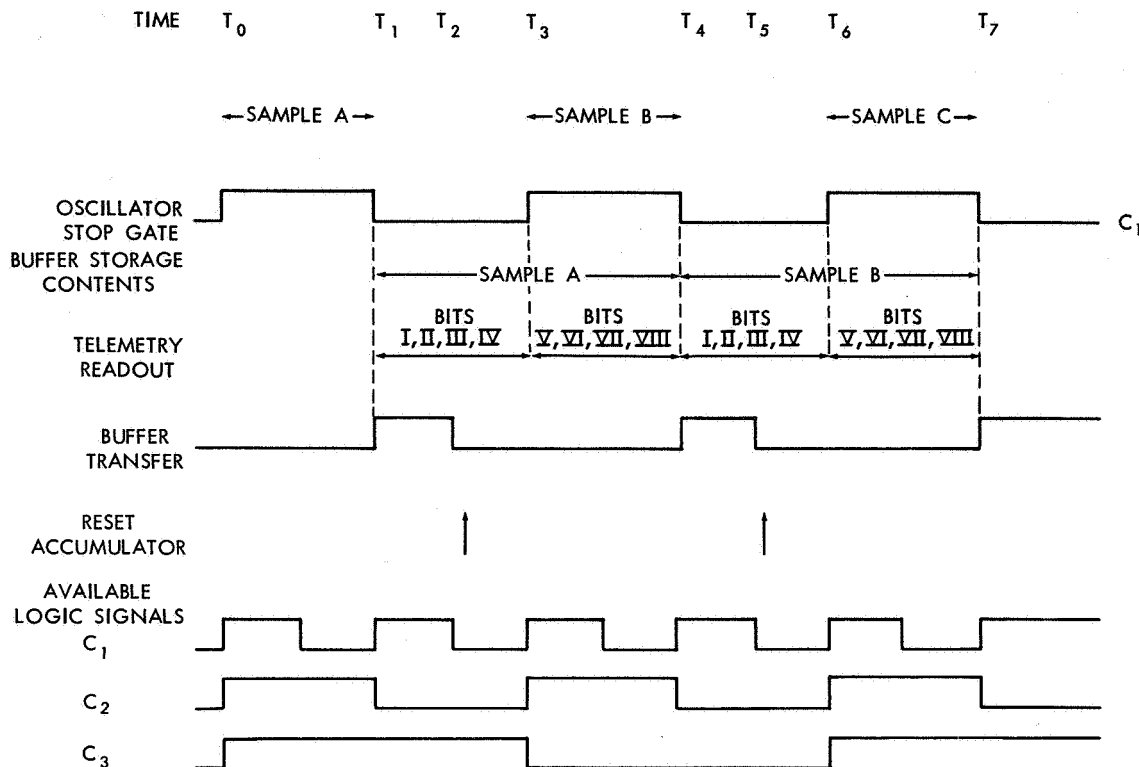 TIME T0 T1 T2 T3 T4 T5 T6 T7
SAMPLE A SAMPLE B SAMPLE C
OSCILLATOR
STOP GATE
C1
BUFFER STORAGE
CONTENTS
SAMPLE A SAMPLE B
TELEMETRY
READOUT
BITS
I, II, III, IV
BITS
V, VI, VII, VIII
BITS
I, II, III, IV
BITS
V, VI, VII, VIII
BUFFER
TRANSFER
RESET
ACCUMULATOR
AVAILABLE
LOGIC SIGNALS
C1
C2
C3